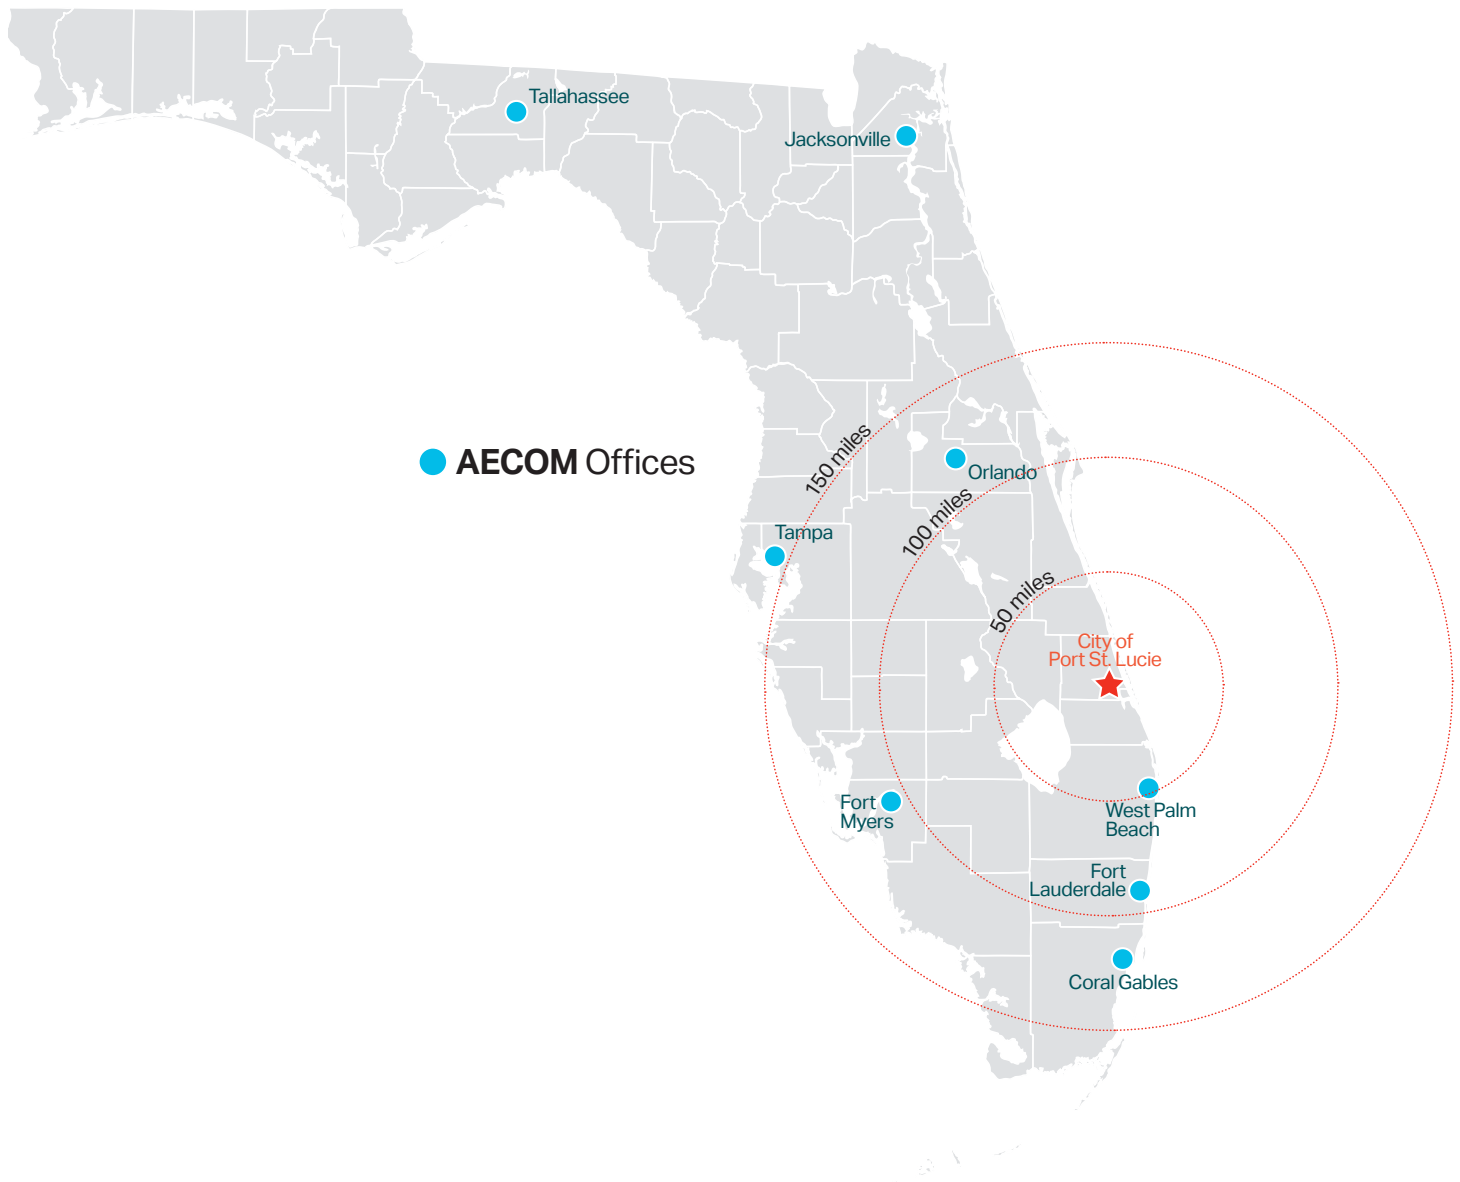 Tallahassee
Jacksonville
150 miles
AECOM Offices
Orlando
100 miles
Tampa
50 miles
City of
Port St. Lucie
Fort
Myers
West Palm
Beach
Fort
Lauderdale
Coral Gables